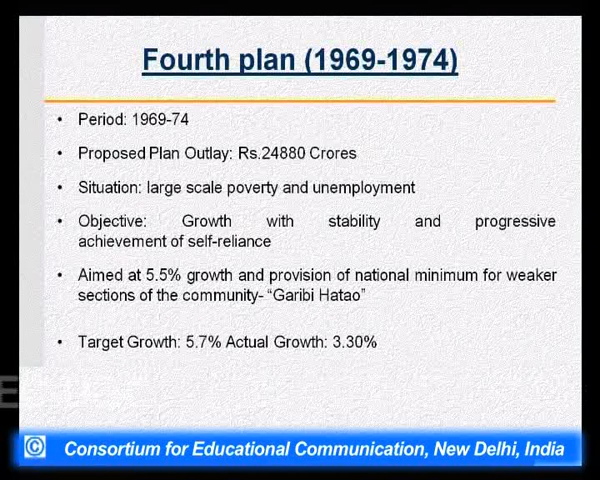 Fourth plan (1969-1974)
• Period: 1969-74
• Proposed Plan Outlay: Rs.24880 Crores
• Situation: large scale poverty and unemployment
• Objective: Growth with stability and progressive
achievement of self-reliance
• Aimed at 5.5% growth and provision of national minimum for weaker
sections of the community- “Garibi Hatao”
• Target Growth: 5.7% Actual Growth: 3.30%
© Consortium for Educational Communication, New Delhi, India